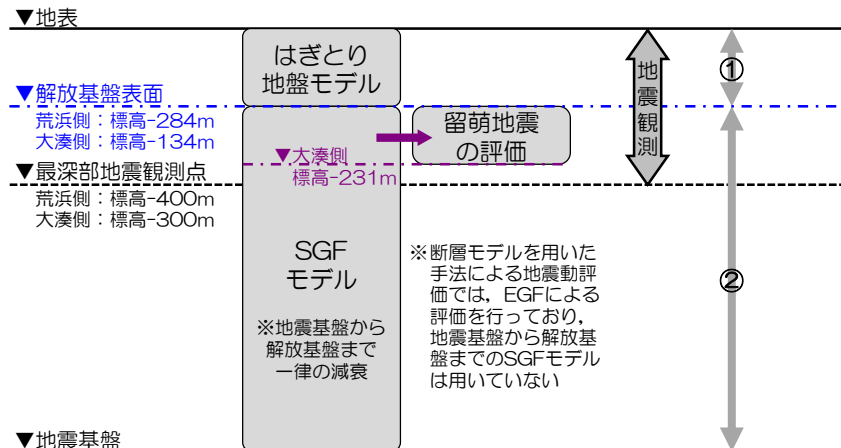 ▼地表
はぎとり
地盤モデル
地震観測
①
▼解放基盤表面
荒浜側：標高-284m
大湊側：標高-134m
留萌地震
の評価
▼大湊側
標高-231m
▼最深部地震観測点
荒浜側：標高-400m
大湊側：標高-300m
SGF
モデル
※地震基盤から
解放基盤まで
一律の減衰
※断層モデルを用いた
手法による地震動評
価では，EGFによる
評価を行っており，
地震基盤から解放基
盤までのSGFモデル
は用いていない
②
▼地震基盤